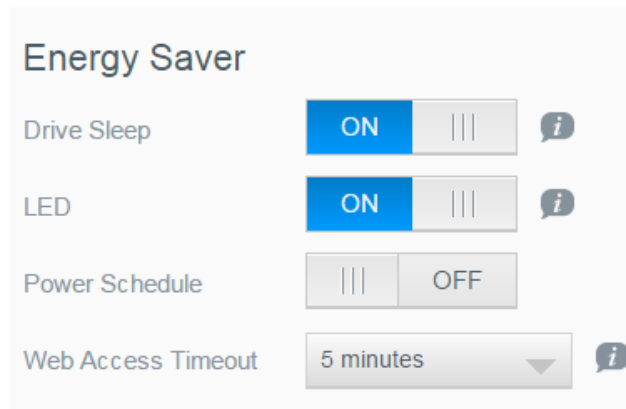 Energy Saver
Drive Sleep ON
LED ON
Power Schedule OFF
Web Access Timeout 5 minutes